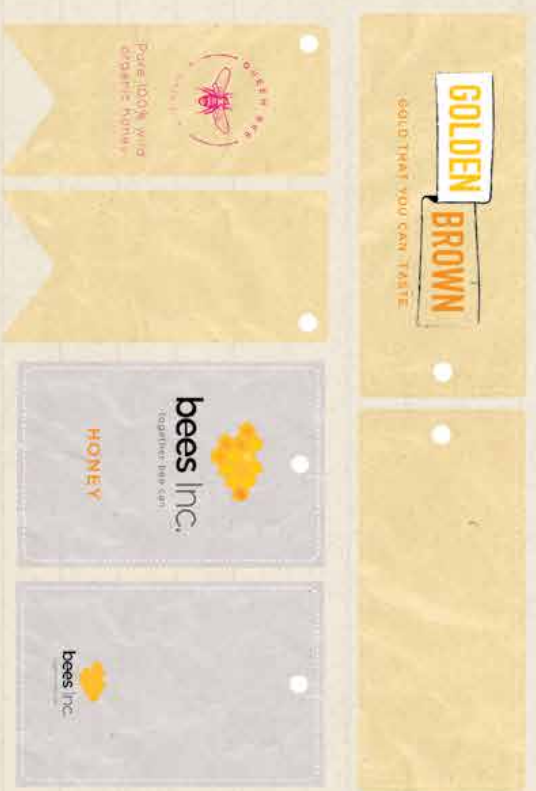 QUEEN BEE
Pure 100% wild
organic honey
GOLDEN
BROWN
GOLD THAT YOU CAN TASTE
bees Inc.
together bee can
HONEY
bees Inc.